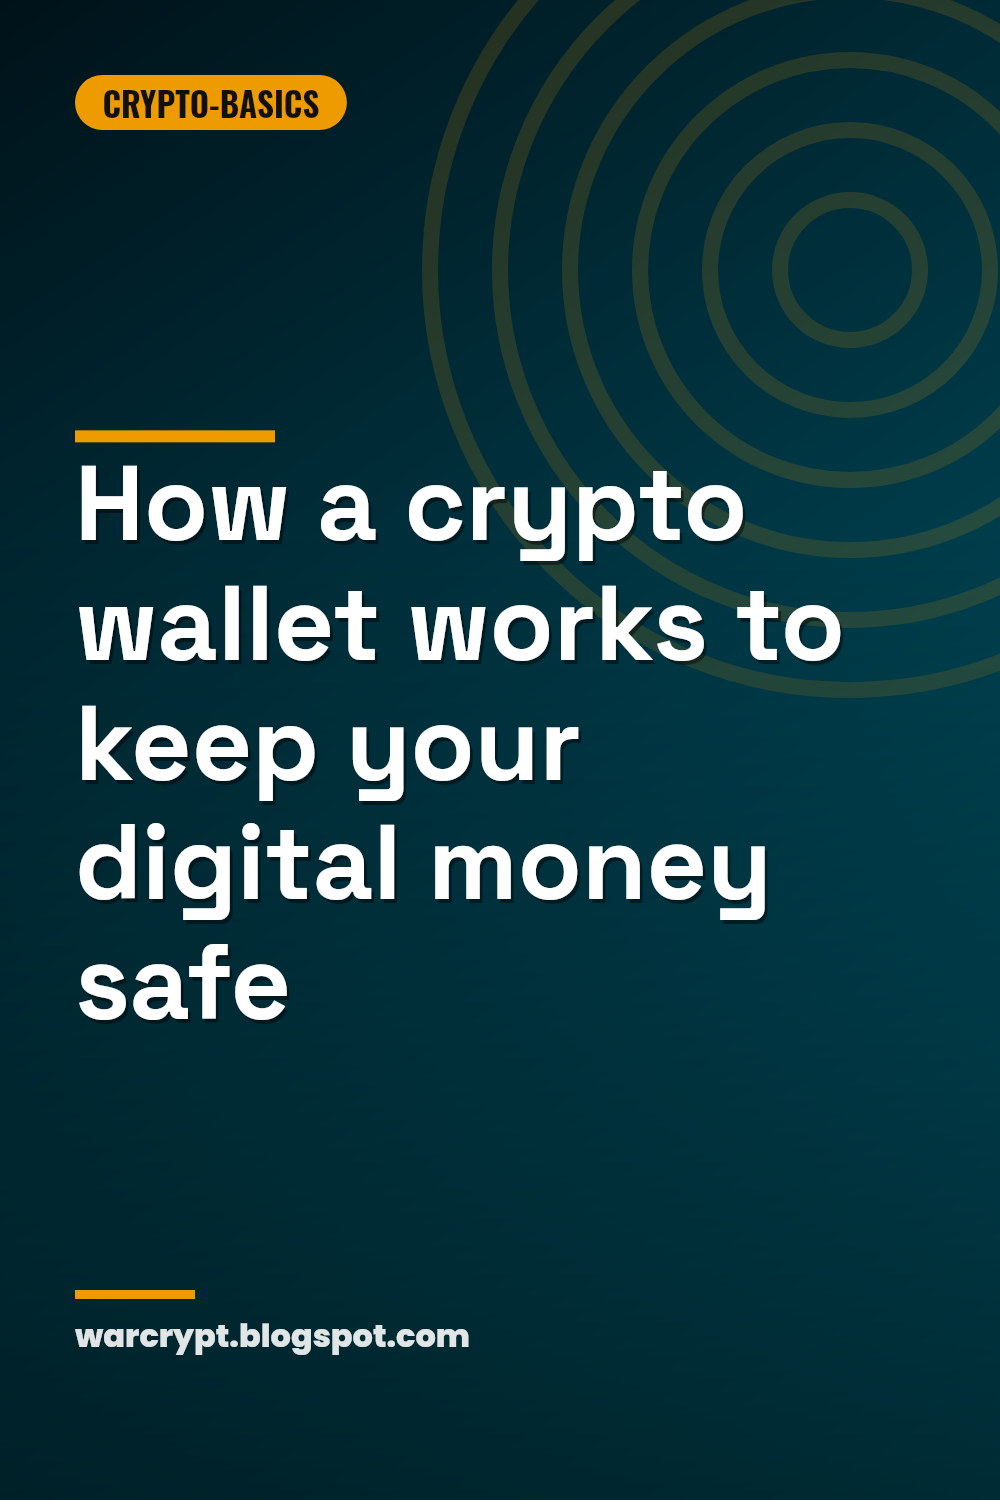 CRYPTO-BASICS
How a crypto
wallet works to
keep your
digital money
safe
warcrypt.blogspot.com